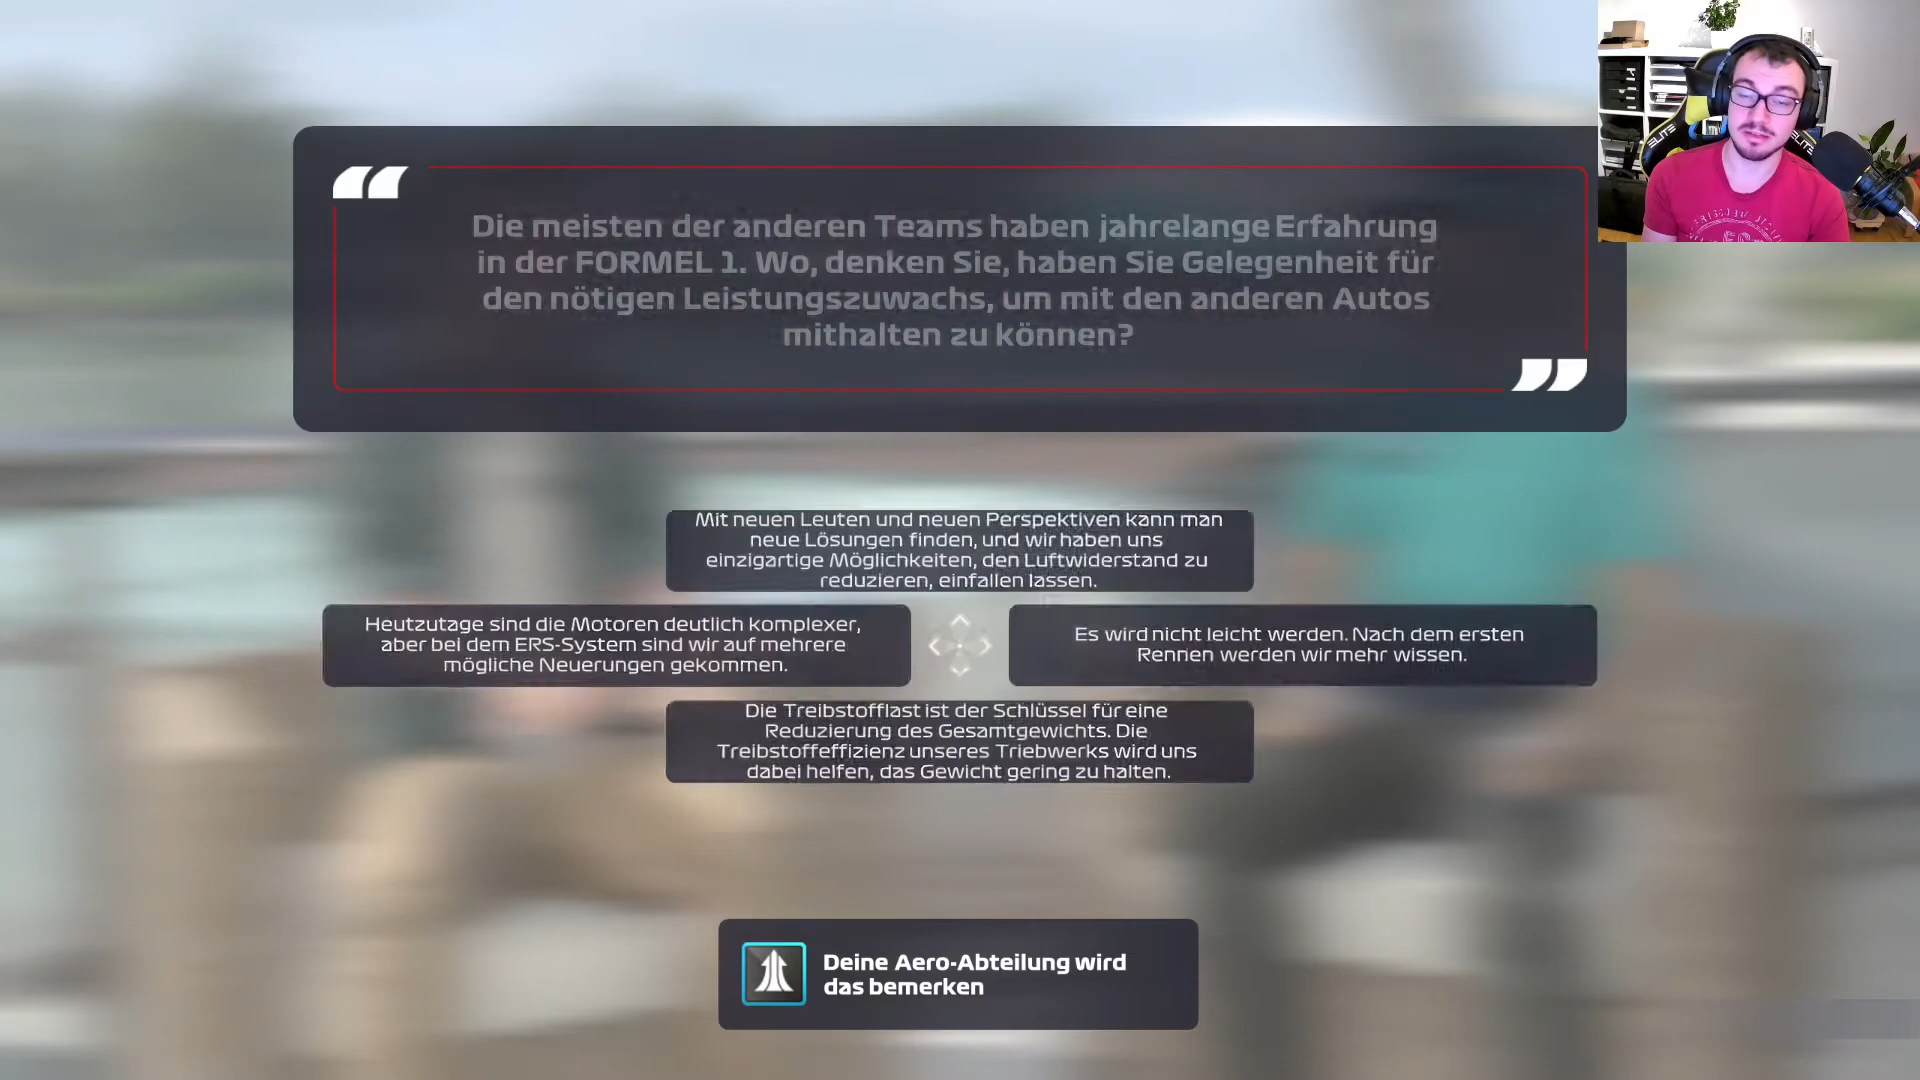 Die meisten der anderen Teams haben jahrelange Erfahrung
in der FORMEL 1. Wo, denken Sie, haben Sie Gelegenheit für
den nötigen Leistungszuwachs, um mit den anderen Autos
mithalten zu können?
Mit neuen Leuten und neuen Perspektiven kann man
neue Lösungen finden, und wir haben uns
einzigartige Möglichkeiten, den Luftwiderstand zu
reduzieren, einfallen lassen.
Heutzutage sind die Motoren deutlich komplexer,
aber bei dem ERS-System sind wir auf mehrere
mögliche Neuerungen gekommen.
Es wird nicht leicht werden. Nach dem ersten
Rennen werden wir mehr wissen.
Die Treibstofflast ist der Schlüssel für eine
Reduzierung des Gesamtgewichts. Die
Treibstoffeffizienz unseres Triebwerks wird uns
dabei helfen, das Gewicht gering zu halten.
Deine Aero-Abteilung wird
das bemerken
ELITE
ELITE